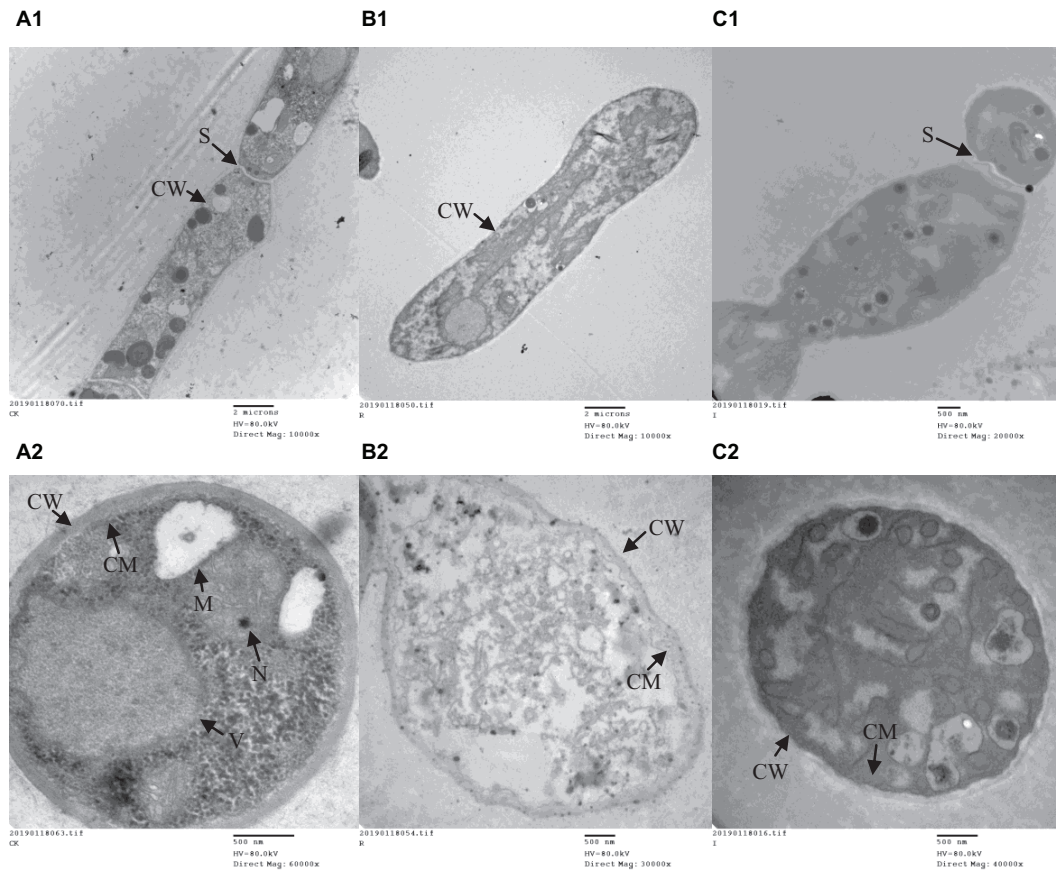 A1
B1
C1
S
CW
CW
S
20190118070.tif
CK
2 microns
HV=80.0kV
Direct Mag: 10000x
20190118050.tif
R
2 microns
HV=80.0kV
Direct Mag: 10000x
20190118019.tif
I
500 nm
HV=80.0kV
Direct Mag: 20000x
A2
B2
C2
CW
CM
M
N
V
CW
CM
CM
CW
20190118063.tif
CK
500 nm
HV=80.0kV
Direct Mag: 60000x
20190118054.tif
R
500 nm
HV=80.0kV
Direct Mag: 30000x
20190118016.tif
I
500 nm
HV=80.0kV
Direct Mag: 40000x